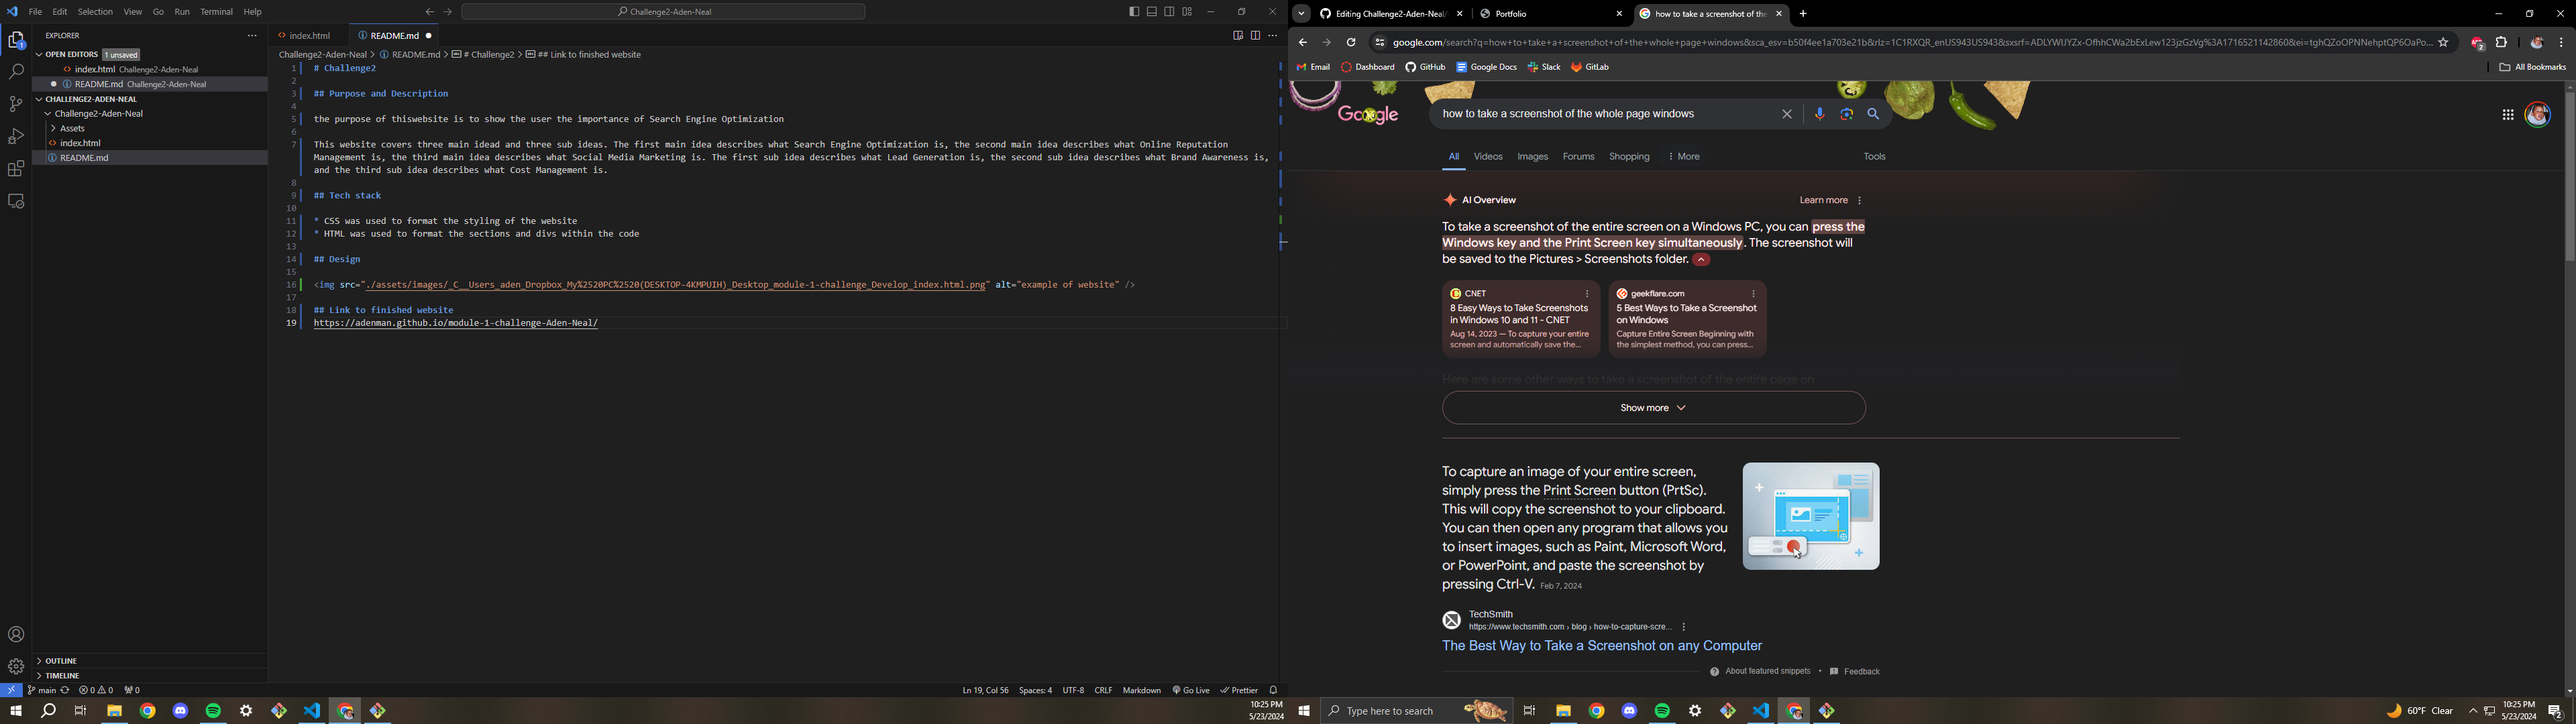 File Edit Selection View Go Run Terminal Help
Challenge2-Aden-Neal
EXPLORER
OPEN EDITORS 1 unsaved
index.html Challenge2-Aden-Neal
README.md Challenge2-Aden-Neal
CHALLENGE2-ADEN-NEAL
Challenge2-Aden-Neal
Assets
index.html
README.md
OUTLINE
TIMELINE
index.html README.md
Challenge2-Aden-Neal > README.md > # Challenge2 > ## Link to finished website
1 # Challenge2
2
3 ## Purpose and Description
4
5 the purpose of thiswebsite is to show the user the importance of Search Engine Optimization
6
7 This website covers three main idead and three sub ideas. The first main idea describes what Search Engine Optimization is, the second main idea describes what Online Reputation
Management is, the third main idea describes what Social Media Marketing is. The first sub idea describes what Lead Generation is, the second sub idea describes what Brand Awareness is,
and the third sub idea describes what Cost Management is.
8
9 ## Tech stack
10
11 * CSS was used to format the styling of the website
12 * HTML was used to format the sections and divs within the code
13
14 ## Design
15
16 <img src="./assets/images/_C__Users_aden_Dropbox_My%2520PC%2520(DESKTOP-4KMPUIH)_Desktop_module-1-challenge_Develop_index.html.png" alt="example of website" />
17
18 ## Link to finished website
19 https://adenman.github.io/module-1-challenge-Aden-Neal/
main 0 0 0
Ln 19, Col 56 Spaces: 4 UTF-8 CRLF Markdown Go Live Prettier
10:25 PM
5/23/2024
Editing Challenge2-Aden-Neal/ Portfolio how to take a screenshot of the
google.com/search?q=how+to+take+a+screenshot+of+the+whole+page+windows&sca_esv=b50f4ee1a703e21b&rlz=1C1RXQR_enUS943US943&sxsrf=ADLYWIJYZx-OfhhCWa2bExLew123jzGzVg%3A1716521142860&ei=tghQZoOPNNehptQP6OaPo...
Email Dashboard GitHub Google Docs Slack GitLab
All Bookmarks
Google
how to take a screenshot of the whole page windows
All Videos Images Forums Shopping More Tools
AI Overview
Learn more
To take a screenshot of the entire screen on a Windows PC, you can press the
Windows key and the Print Screen key simultaneously. The screenshot will
be saved to the Pictures > Screenshots folder.
CNET
8 Easy Ways to Take Screenshots
in Windows 10 and 11 - CNET
Aug 14, 2023 — To capture your entire
screen and automatically save the...
geekflare.com
5 Best Ways to Take a Screenshot
on Windows
Capture Entire Screen Beginning with
the simplest method, you can press...
Here are some other ways to take a screenshot of the entire page on
Show more
To capture an image of your entire screen,
simply press the Print Screen button (PrtSc).
This will copy the screenshot to your clipboard.
You can then open any program that allows you
to insert images, such as Paint, Microsoft Word,
or PowerPoint, and paste the screenshot by
pressing Ctrl-V. Feb 7, 2024
TechSmith
https://www.techsmith.com › blog › how-to-capture-scre...
The Best Way to Take a Screenshot on any Computer
About featured snippets • Feedback
Type here to search
60°F Clear
10:25 PM
5/23/2024
2